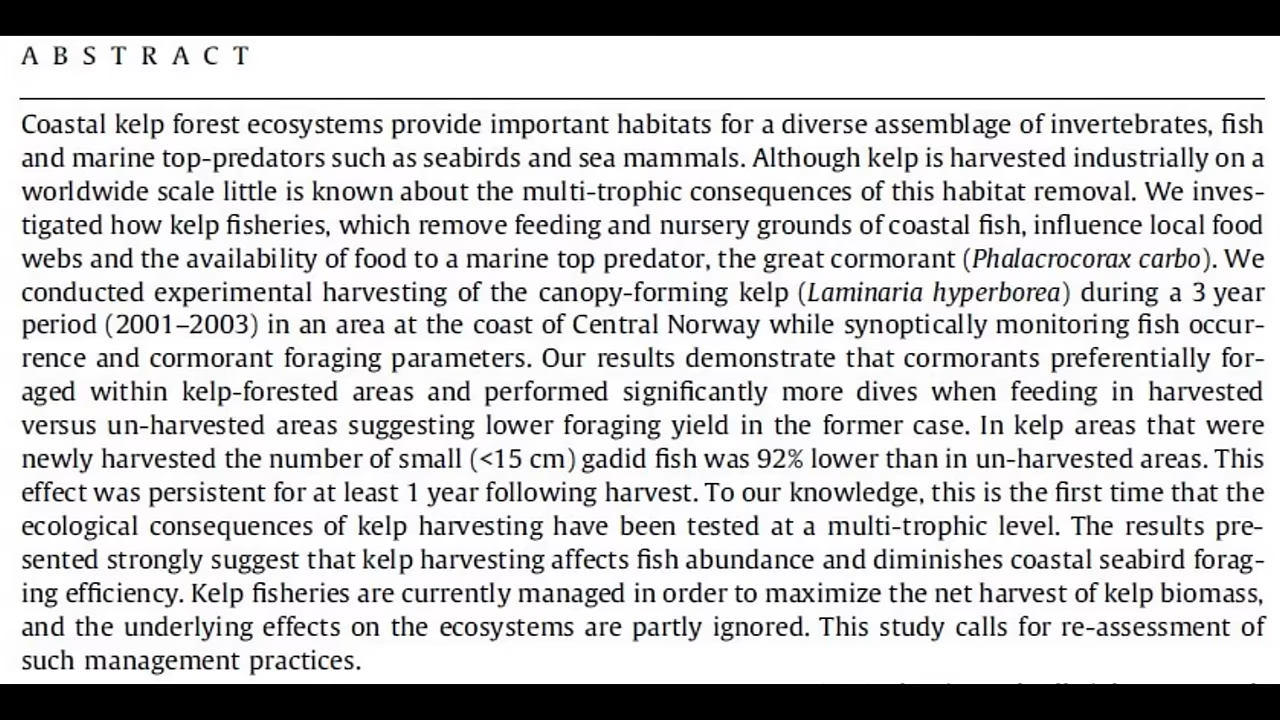 A B S T R A C T
Coastal kelp forest ecosystems provide important habitats for a diverse assemblage of invertebrates, fish
and marine top-predators such as seabirds and sea mammals. Although kelp is harvested industrially on a
worldwide scale little is known about the multi-trophic consequences of this habitat removal. We inves-
tigated how kelp fisheries, which remove feeding and nursery grounds of coastal fish, influence local food
webs and the availability of food to a marine top predator, the great cormorant (Phalacrocorax carbo). We
conducted experimental harvesting of the canopy-forming kelp (Laminaria hyperborea) during a 3 year
period (2001–2003) in an area at the coast of Central Norway while synoptically monitoring fish occur-
rence and cormorant foraging parameters. Our results demonstrate that cormorants preferentially for-
aged within kelp-forested areas and performed significantly more dives when feeding in harvested
versus un-harvested areas suggesting lower foraging yield in the former case. In kelp areas that were
newly harvested the number of small (<15 cm) gadid fish was 92% lower than in un-harvested areas. This
effect was persistent for at least 1 year following harvest. To our knowledge, this is the first time that the
ecological consequences of kelp harvesting have been tested at a multi-trophic level. The results pre-
sented strongly suggest that kelp harvesting affects fish abundance and diminishes coastal seabird forag-
ing efficiency. Kelp fisheries are currently managed in order to maximize the net harvest of kelp biomass,
and the underlying effects on the ecosystems are partly ignored. This study calls for re-assessment of
such management practices.